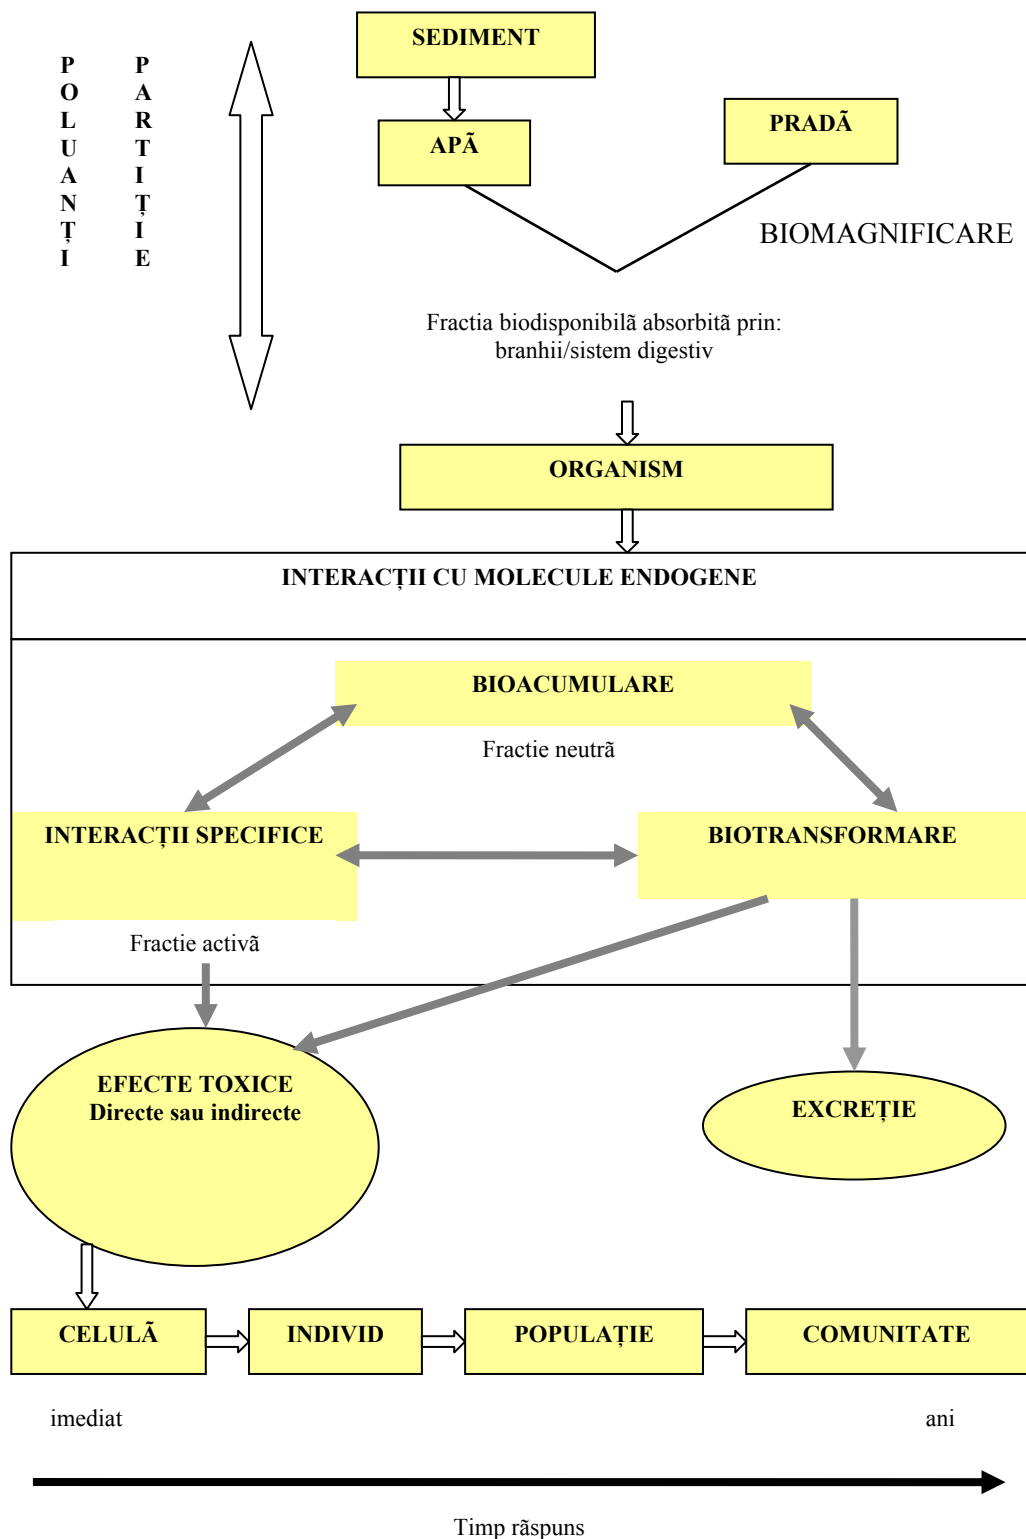 POLUANȚI
PARTIȚIE
SEDIMENT
APÃ
PRADÃ
BIOMAGNIFICARE
Fractia biodisponibilã absorbitã prin:
branhii/sistem digestiv
ORGANISM
INTERACȚII CU MOLECULE ENDOGENE
BIOACUMULARE
Fractie neutrã
INTERACȚII SPECIFICE
BIOTRANSFORMARE
Fractie activã
EFECTE TOXICE
Directe sau indirecte
EXCREȚIE
CELULÃ
INDIVID
POPULAȚIE
COMUNITATE
imediat
ani
Timp rãspuns